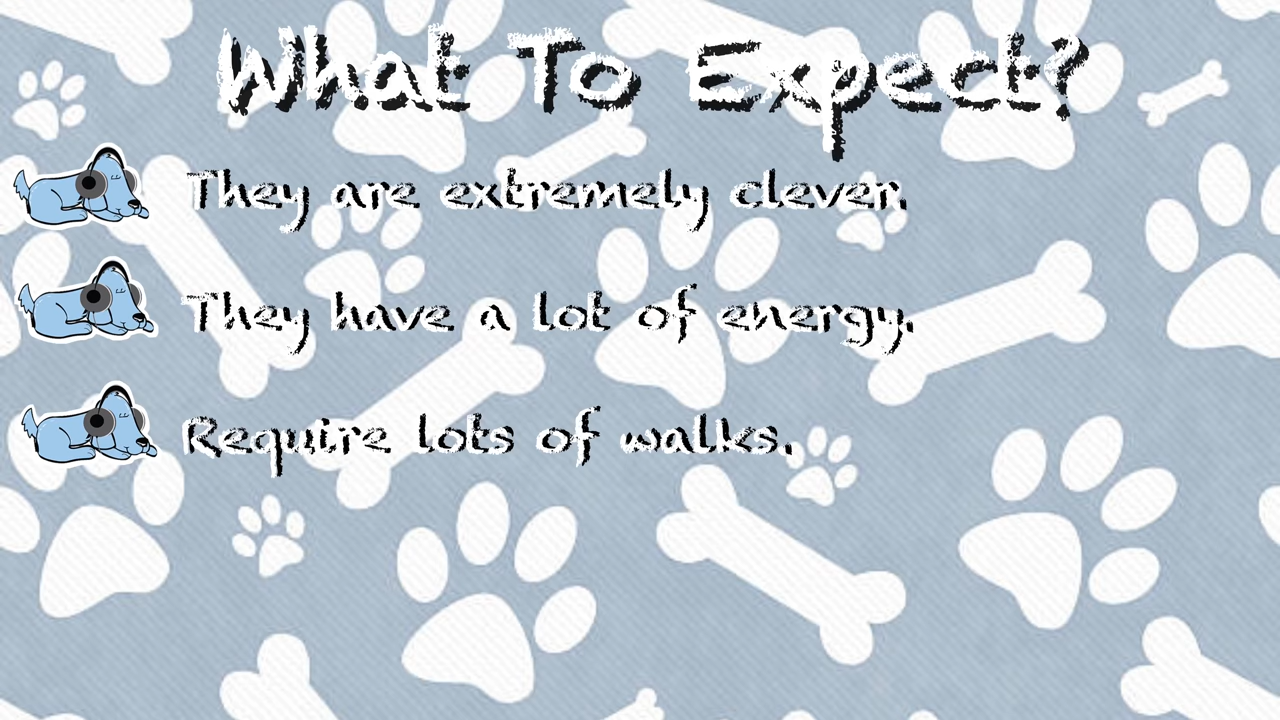 What To Expect?
They are extremely clever.
They have a lot of energy.
Require lots of walks.